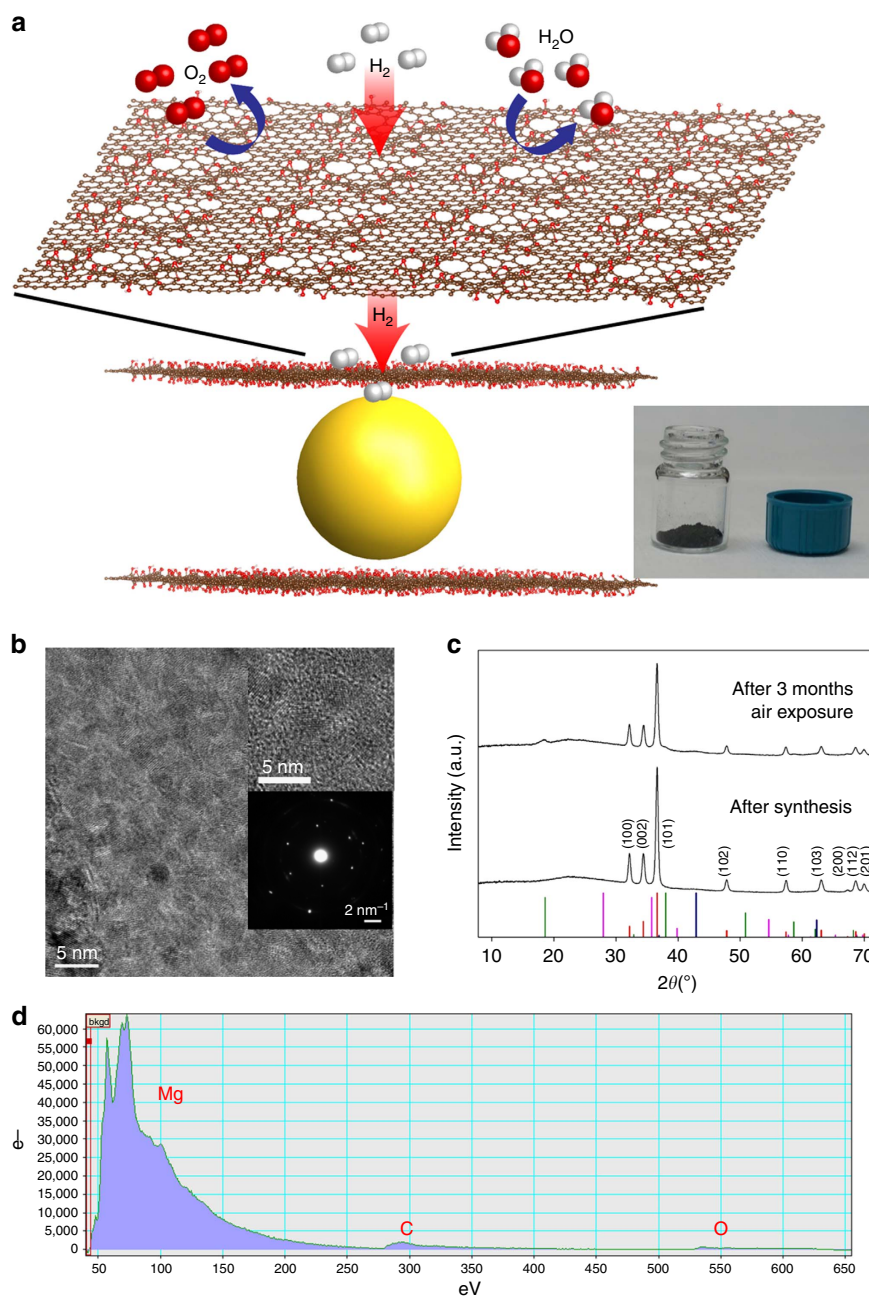 a
O2
H2
H2O
H2
b
5 nm
5 nm
2 nm−1
c
After 3 months
air exposure
After synthesis
(100)
(002)
(101)
(102)
(110)
(103)
(200)
(112)
(201)
Intensity (a.u.)
10 20 30 40 50 60 70
2θ(°)
d
bkgd
60,000
55,000
50,000
45,000
40,000
35,000
30,000
25,000
20,000
15,000
10,000
5,000
0
e–
Mg
C
O
50 100 150 200 250 300 350 400 450 500 550 600 650
eV